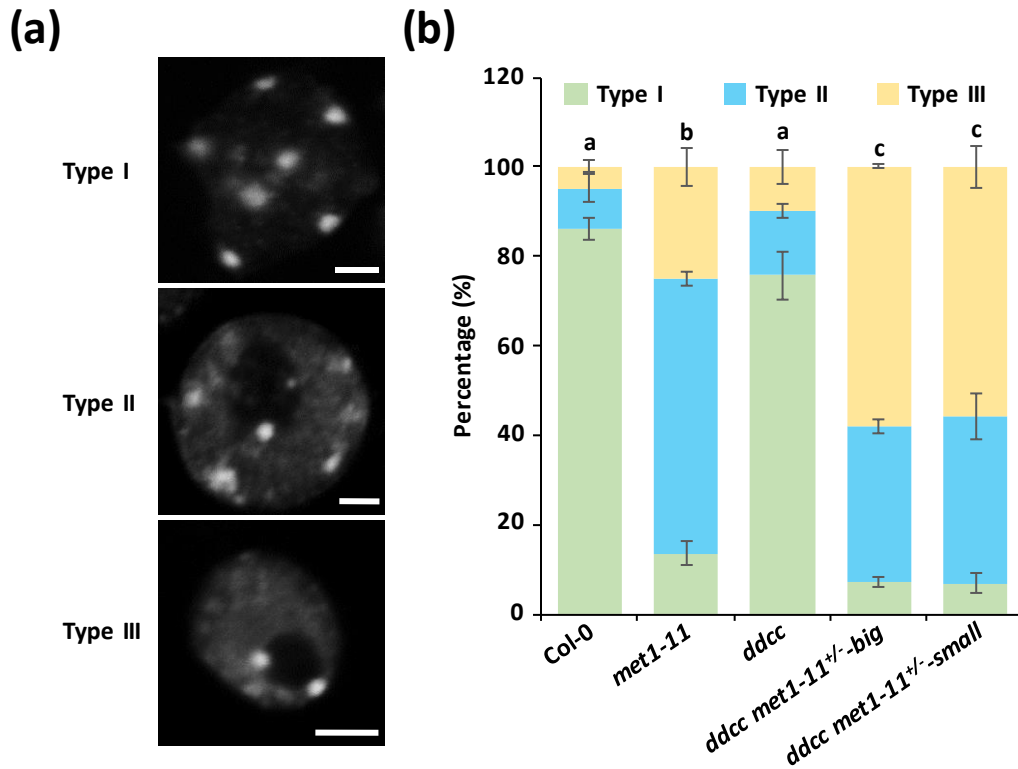 (a)
Type I
Type II
Type III
(b)
120
100
80
60
40
20
0
Percentage (%)
Type I
Type II
Type III
a
b
a
c
c
Col-0
met1-11
ddcc
ddcc met1-11+/- -big
ddcc met1-11+/- -small